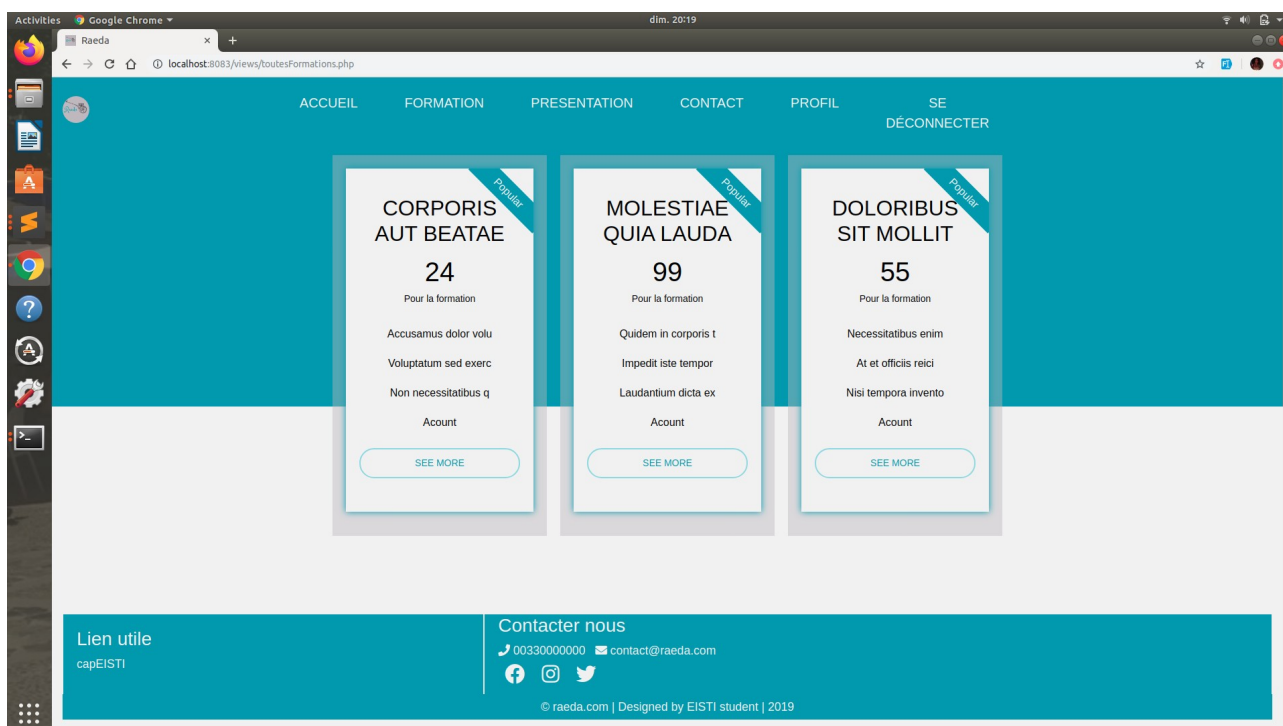 Activities Google Chrome dim. 20:19
Raeda
localhost:8083/views/toutesFormations.php
ACCUEIL FORMATION PRESENTATION CONTACT PROFIL SE
DÉCONNECTER
Popular
CORPORIS
AUT BEATAE
24
Pour la formation
Accusamus dolor volu
Voluptatum sed exerc
Non necessitatibus q
Acount
SEE MORE
Popular
MOLESTIAE
QUIA LAUDA
99
Pour la formation
Quidem in corporis t
Impedit iste tempor
Laudantium dicta ex
Acount
SEE MORE
Popular
DOLORIBUS
SIT MOLLIT
55
Pour la formation
Necessitatibus enim
At et officiis reici
Nisi tempora invento
Acount
SEE MORE
Lien utile
capEISTI
Contacter nous
00330000000 contact@raeda.com
© raeda.com | Designed by EISTI student | 2019